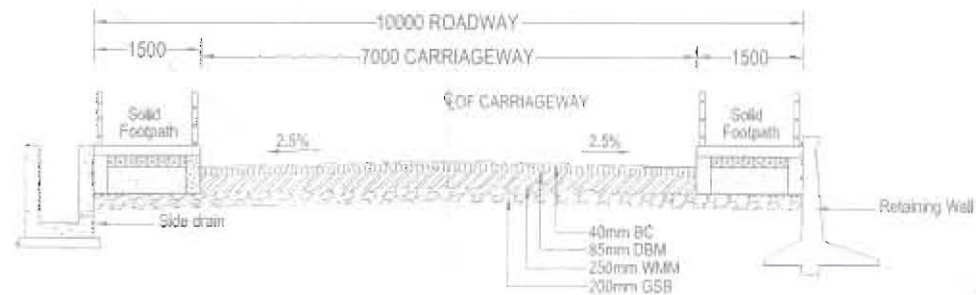 10000 ROADWAY
1500
7000 CARRIAGEWAY
1500
℄ OF CARRIAGEWAY
Solid
Footpath
Solid
Footpath
2.5%
2.5%
Side drain
Retaining Wall
40mm BC
85mm DBM
250mm WMM
200mm GSB